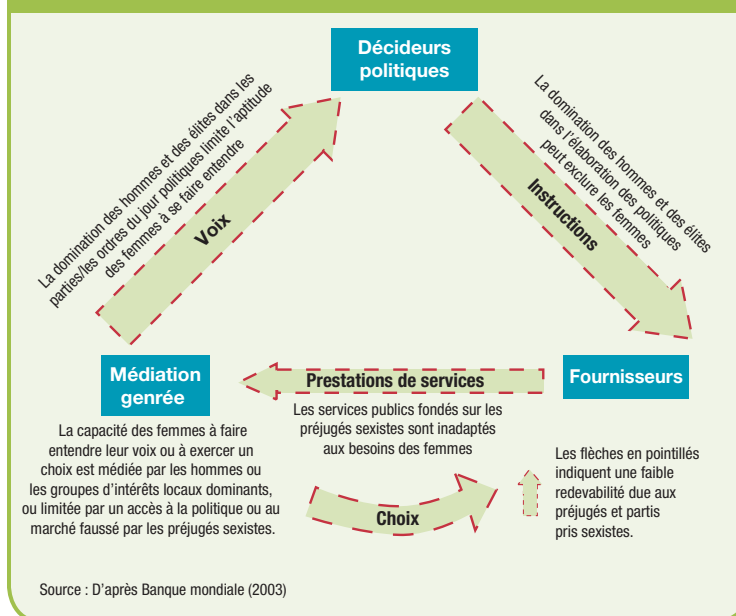 Décideurs
politiques
La domination des hommes et des élites dans les
parties/les ordres du jour politiques limite l'aptitude
des femmes à se faire entendre
Voix
La domination des hommes et des élites
dans l'élaboration des politiques
peut exclure les femmes
Instructions
Médiation
genrée
Prestations de services
Fournisseurs
Les services publics fondés sur les
préjugés sexistes sont inadaptés
aux besoins des femmes
La capacité des femmes à faire
entendre leur voix ou à exercer un
choix est médiée par les hommes ou
les groupes d'intérêts locaux dominants,
ou limitée par un accès à la politique ou au
marché faussé par les préjugés sexistes.
Choix
Les flèches en pointillés
indiquent une faible
redevabilité due aux
préjugés et partis
pris sexistes.
Source : D'après Banque mondiale (2003)